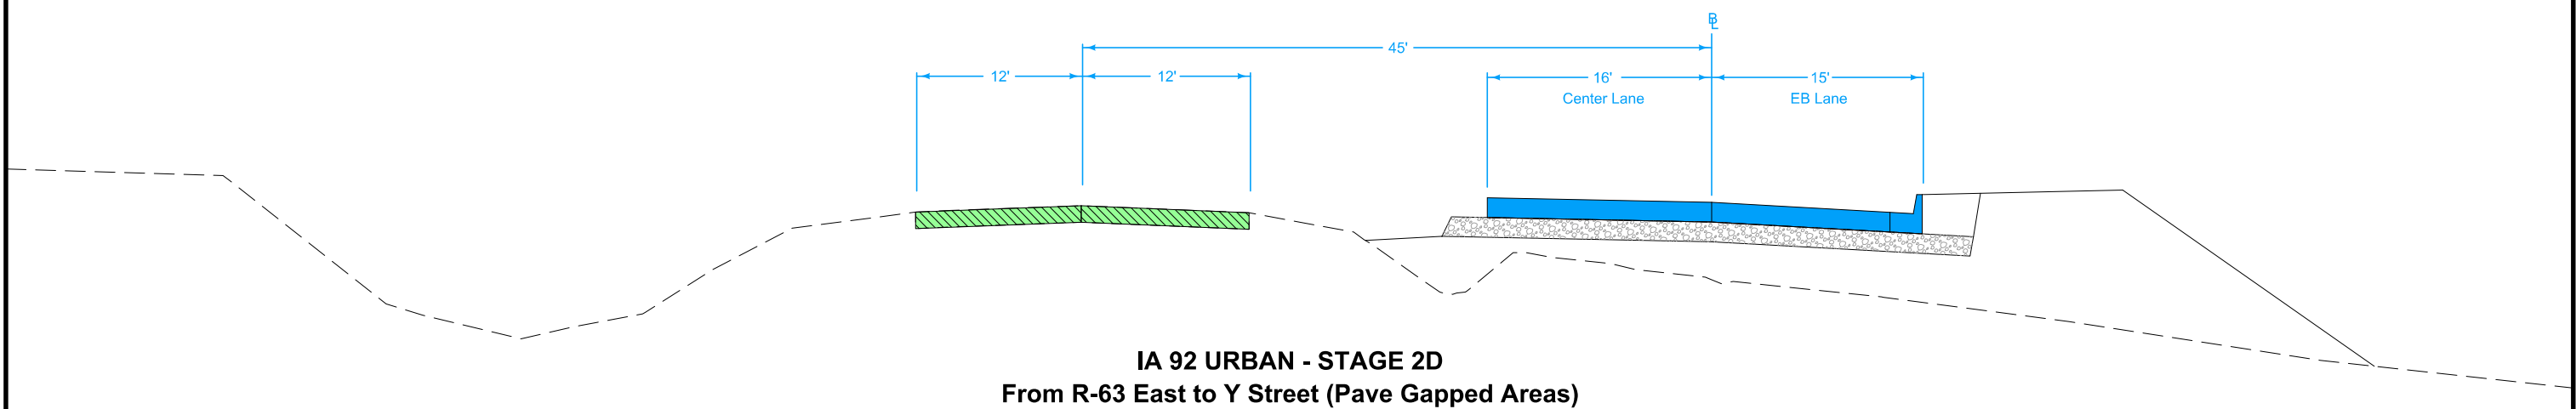 BL
45'
12'
12'
16'
15'
Center Lane
EB Lane
IA 92 URBAN - STAGE 2D
From R-63 East to Y Street (Pave Gapped Areas)